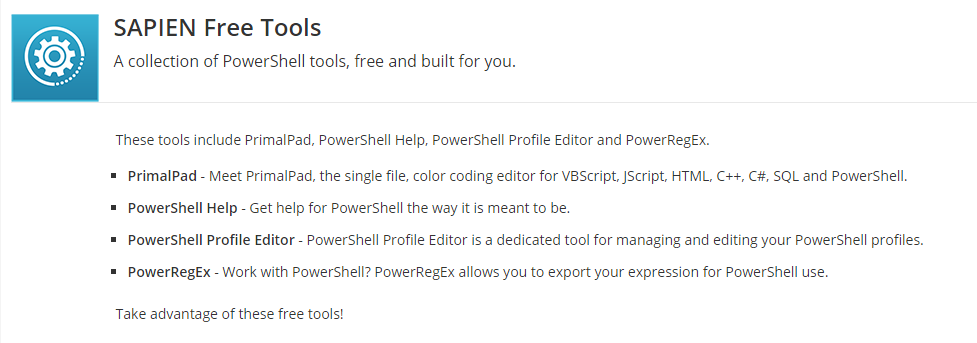 SAPIEN Free Tools
A collection of PowerShell tools, free and built for you.
These tools include PrimalPad, PowerShell Help, PowerShell Profile Editor and PowerRegEx.
PrimalPad - Meet PrimalPad, the single file, color coding editor for VBScript, JScript, HTML, C++, C#, SQL and PowerShell.
PowerShell Help - Get help for PowerShell the way it is meant to be.
PowerShell Profile Editor - PowerShell Profile Editor is a dedicated tool for managing and editing your PowerShell profiles.
PowerRegEx - Work with PowerShell? PowerRegEx allows you to export your expression for PowerShell use.
Take advantage of these free tools!